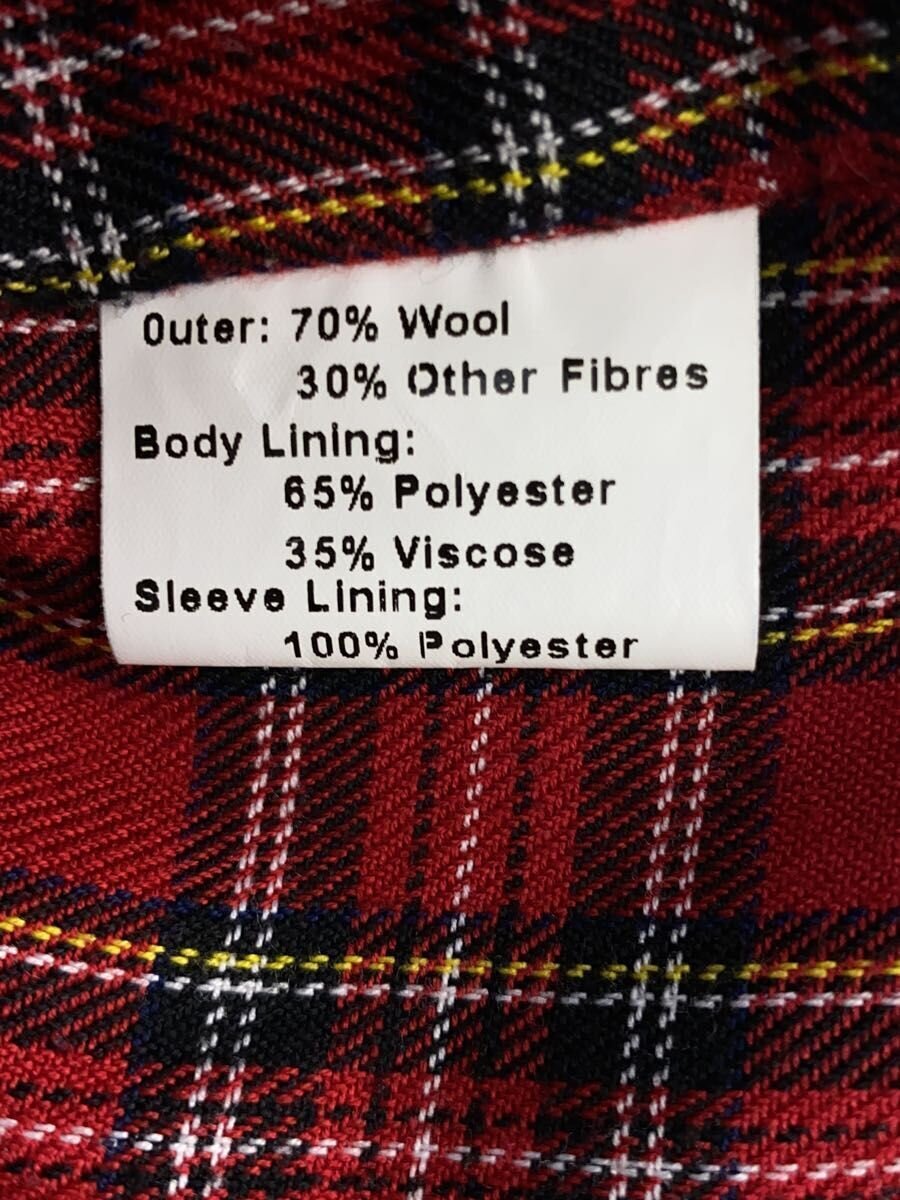 Outer: 70% Wool
30% Other Fibres
Body Lining:
65% Polyester
35% Viscose
Sleeve Lining:
100% Polyester